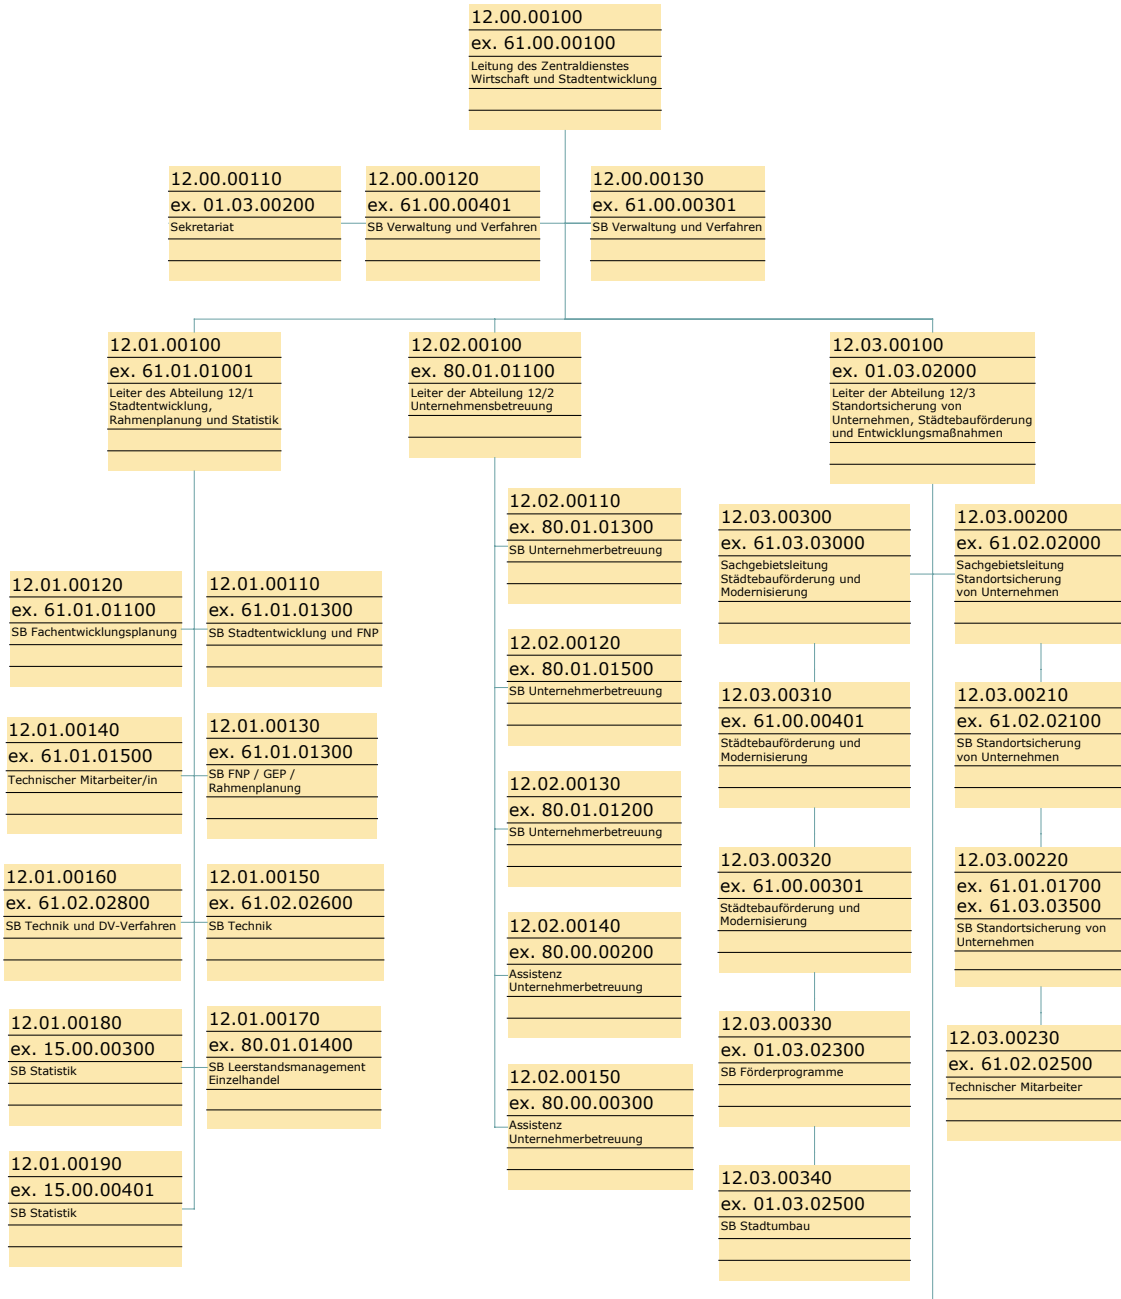 12.00.00100
ex. 61.00.00100
Leitung des Zentraldienstes
Wirtschaft und Stadtentwicklung
12.00.00110
ex. 01.03.00200
Sekretariat
12.00.00120
ex. 61.00.00401
SB Verwaltung und Verfahren
12.00.00130
ex. 61.00.00301
SB Verwaltung und Verfahren
12.01.00100
ex. 61.01.01001
Leiter des Abteilung 12/1
Stadtentwicklung,
Rahmenplanung und Statistik
12.02.00100
ex. 80.01.01100
Leiter der Abteilung 12/2
Unternehmensbetreuung
12.03.00100
ex. 01.03.02000
Leiter der Abteilung 12/3
Standortsicherung von
Unternehmen, Städtebauförderung
und Entwicklungsmaßnahmen
12.01.00120
ex. 61.01.01100
SB Fachentwicklungsplanung
12.01.00110
ex. 61.01.01300
SB Stadtentwicklung und FNP
12.01.00140
ex. 61.01.01500
Technischer Mitarbeiter/in
12.01.00130
ex. 61.01.01300
SB FNP / GEP /
Rahmenplanung
12.01.00160
ex. 61.02.02800
SB Technik und DV-Verfahren
12.01.00150
ex. 61.02.02600
SB Technik
12.01.00180
ex. 15.00.00300
SB Statistik
12.01.00170
ex. 80.01.01400
SB Leerstandsmanagement
Einzelhandel
12.01.00190
ex. 15.00.00401
SB Statistik
12.02.00110
ex. 80.01.01300
SB Unternehmerbetreuung
12.02.00120
ex. 80.01.01500
SB Unternehmerbetreuung
12.02.00130
ex. 80.01.01200
SB Unternehmerbetreuung
12.02.00140
ex. 80.00.00200
Assistenz
Unternehmerbetreuung
12.02.00150
ex. 80.00.00300
Assistenz
Unternehmerbetreuung
12.03.00300
ex. 61.03.03000
Sachgebietsleitung
Städtebauförderung und
Modernisierung
12.03.00310
ex. 61.00.00401
Städtebauförderung und
Modernisierung
12.03.00320
ex. 61.00.00301
Städtebauförderung und
Modernisierung
12.03.00330
ex. 01.03.02300
SB Förderprogramme
12.03.00340
ex. 01.03.02500
SB Stadtumbau
12.03.00200
ex. 61.02.02000
Sachgebietsleitung
Standortsicherung
von Unternehmen
12.03.00210
ex. 61.02.02100
SB Standortsicherung
von Unternehmen
12.03.00220
ex. 61.01.01700
ex. 61.03.03500
SB Standortsicherung von
Unternehmen
12.03.00230
ex. 61.02.02500
Technischer Mitarbeiter